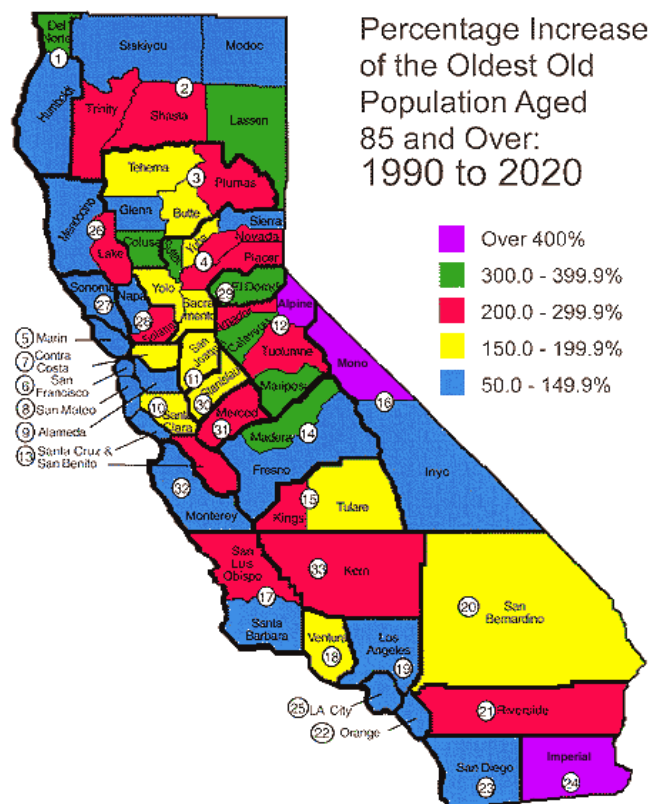 Percentage Increase
of the Oldest Old
Population Aged
85 and Over:
1990 to 2020
Over 400%
300.0 - 399.9%
200.0 - 299.9%
150.0 - 199.9%
50.0 - 149.9%
Del
Norte
1
Siskiyou
Modoc
2
Humboldt
Trinity
Shasta
Lassen
Tehema
3
Plumas
Glenn
Butte
Sierra
Mendocino
26
Lake
Colusa
Sutter
Yuba
Nevada
4
Placer
Sonoma
27
Napa
Yolo
29
El Dorado
28
Solano
Sacra
mento
Amador
Alpine
12
Calaveras
Tuolumne
Mono
16
5 Marin
7 Contra
Costa
6 San
Francisco
8 San Mateo
9 Alameda
13 Santa Cruz &
San Benito
San
Joaquin
11
Stanislaus
30
10
Santa
Clara
Merced
31
Mariposa
Madera
14
Fresno
Inyc
32
Monterey
15
Kings
Tulare
San
Luis
Obispo
17
33
Kern
20
San
Bernardino
Santa
Barbara
Ventura
18
Los
Angeles
19
25 LA City
22 Orange
21 Riverside
San Diego
23
Imperial
24